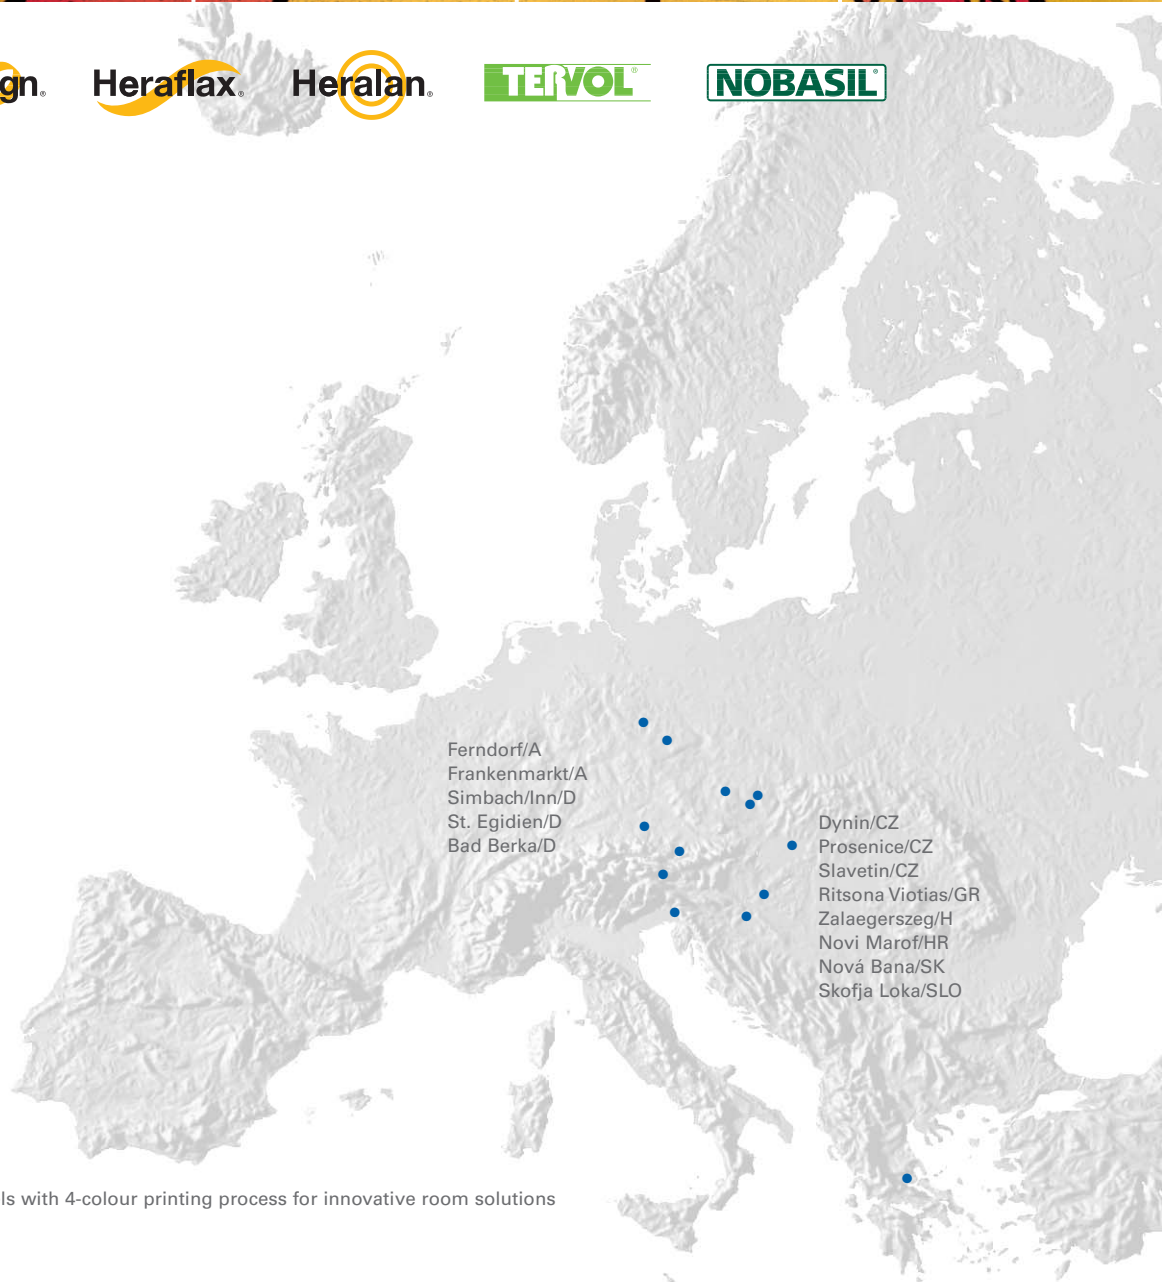 gn®
Heraflax®
Heralan®
TERVOL®
NOBASIL®
Ferndorf/A
Frankenmarkt/A
Simbach/Inn/D
St. Egidien/D
Bad Berka/D
Dynin/CZ
Prosenice/CZ
Slavetin/CZ
Ritsona Viotias/GR
Zalaegerszeg/H
Novi Marof/HR
Nová Bana/SK
Skofja Loka/SLO
ls with 4-colour printing process for innovative room solutions